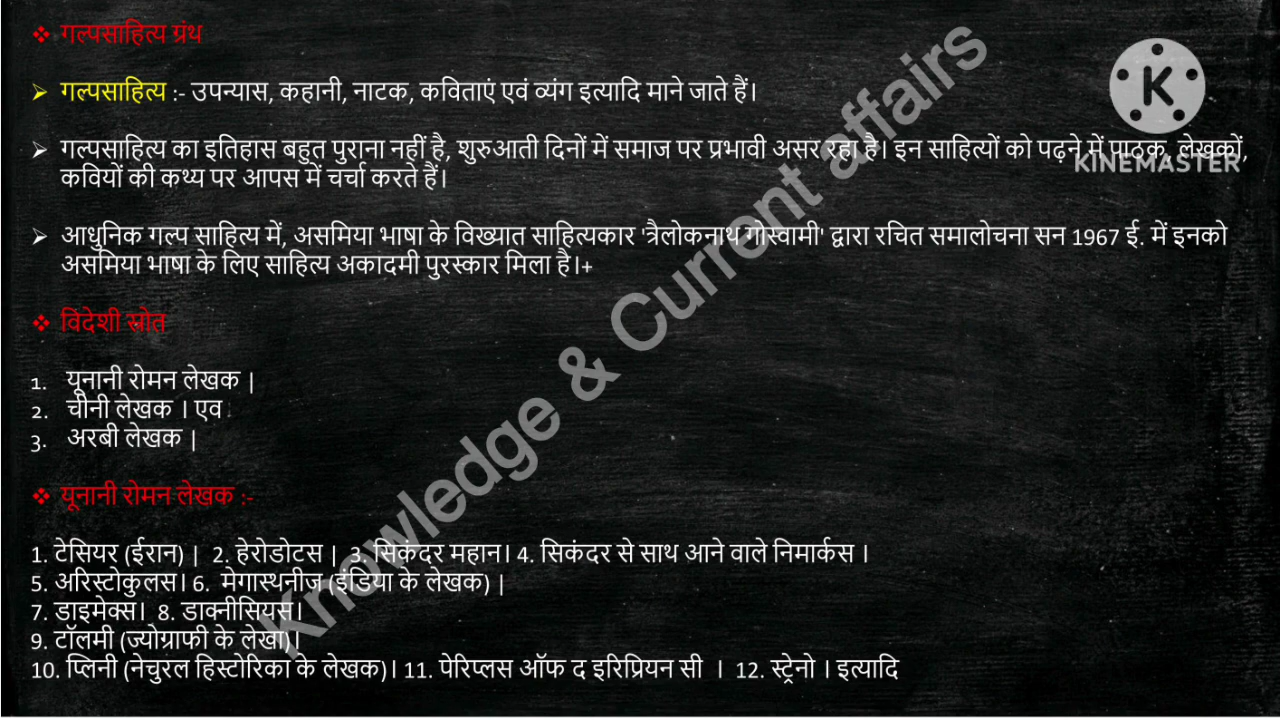 ❖ गल्पसाहित्य ग्रंथ
➢ गल्पसाहित्य :- उपन्यास, कहानी, नाटक, कविताएं एवं व्यंग इत्यादि माने जाते हैं।
➢ गल्पसाहित्य का इतिहास बहुत पुराना नहीं है, शुरुआती दिनों में समाज पर प्रभावी असर रहा है। इन साहित्यों को पढ़ने में पाठक, लेखकों,
कवियों की कथ्य पर आपस में चर्चा करते हैं।
➢ आधुनिक गल्प साहित्य में, असमिया भाषा के विख्यात साहित्यकार 'त्रैलोकनाथ गोस्वामी' द्वारा रचित समालोचना सन 1967 ई. में इनको
असमिया भाषा के लिए साहित्य अकादमी पुरस्कार मिला है।+
❖ विदेशी स्रोत
1. यूनानी रोमन लेखक |
2. चीनी लेखक । एव
3. अरबी लेखक |
❖ यूनानी रोमन लेखक :-
1. टेसियर (ईरान) | 2. हेरोडोटस | 3. सिकंदर महान। 4. सिकंदर से साथ आने वाले निमार्कस ।
5. अरिस्टोकुलस। 6. मेगास्थनीज (इंडिया के लेखक) |
7. डाइमेक्स। 8. डाक्नीसियस।
9. टॉलमी (ज्योग्राफी के लेखा)।
10. प्लिनी (नेचुरल हिस्टोरिका के लेखक)। 11. पेरिप्लस ऑफ द इरिप्रियन सी । 12. स्ट्रेनो । इत्यादि
Knowledge & Current affairs
K
KINEMASTER